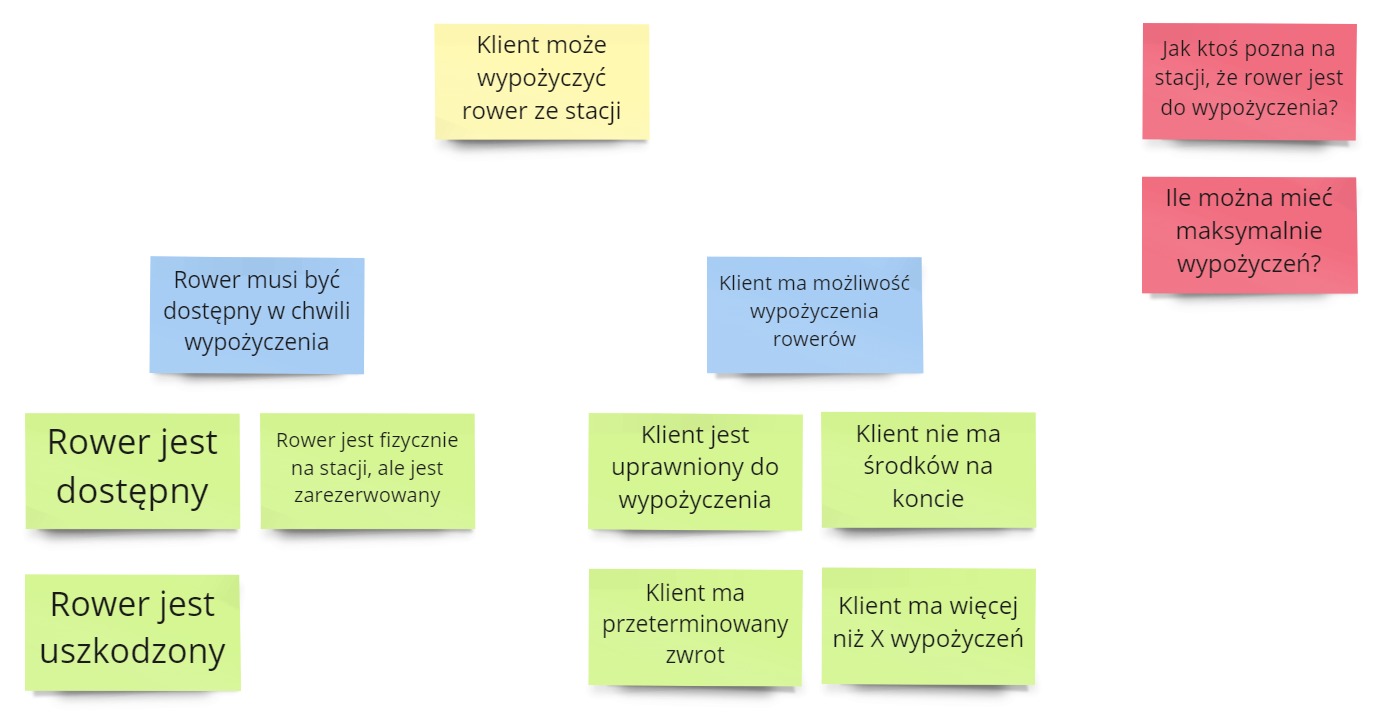 Klient może
wypożyczyć
rower ze stacji
Jak ktoś pozna na
stacji, że rower jest
do wypożyczenia?
Ile można mieć
maksymalnie
wypożyczeń?
Rower musi być
dostępny w chwili
wypożyczenia
Klient ma możliwość
wypożyczenia
rowerów
Rower jest
dostępny
Rower jest fizycznie
na stacji, ale jest
zarezerwowany
Rower jest
uszkodzony
Klient jest
uprawniony do
wypożyczenia
Klient nie ma
środków na
koncie
Klient ma
przeterminowany
zwrot
Klient ma więcej
niż X wypożyczeń